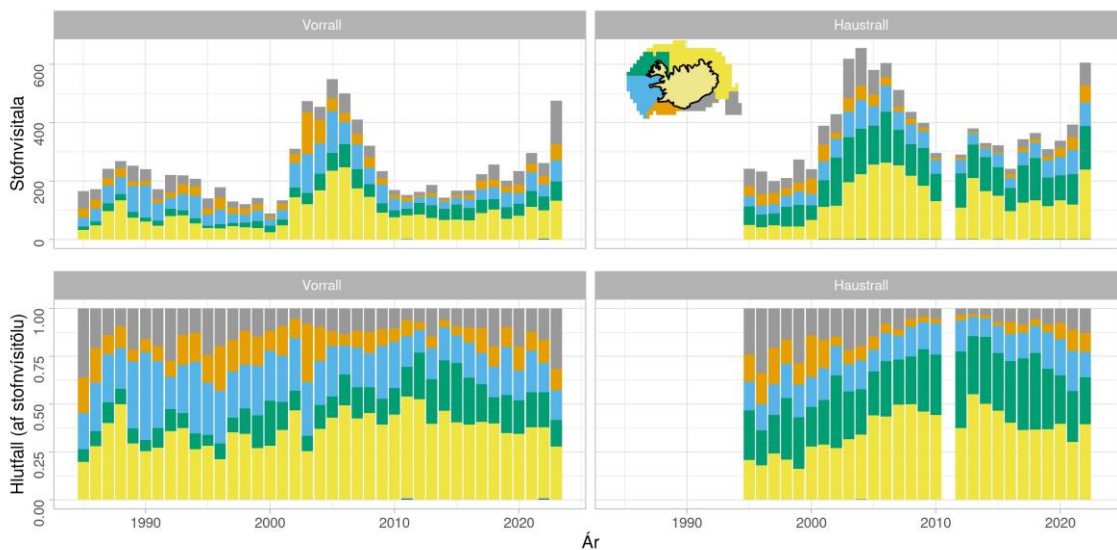 Vorrall
Haustrall
Stofnvísitala
600
400
200
0
Vorrall
Haustrall
Hlutfall (af stofnvísitölu)
1.00
0.75
0.50
0.25
0.00
1990 2000 2010 2020 1990 2000 2010 2020
Ár